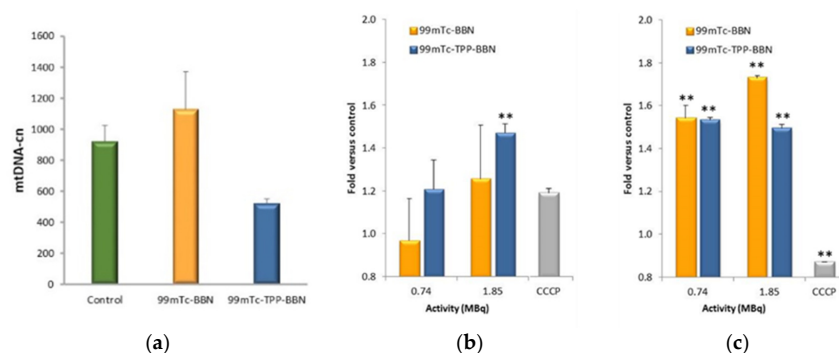 1600
1400
1200
1000
800
600
400
200
0
mtDNA-cn
Control
99mTc-BBN
99mTc-TPP-BBN
(a)
2.0
1.8
1.6
1.4
1.2
1.0
0.8
Fold versus control
99mTc-BBN
99mTc-TPP-BBN
**
0.74
1.85
CCCP
Activity (MBq)
(b)
2.0
1.8
1.6
1.4
1.2
1.0
0.8
Fold versus control
99mTc-BBN
99mTc-TPP-BBN
**
**
**
**
**
0.74
1.85
CCCP
Activity (MBq)
(c)